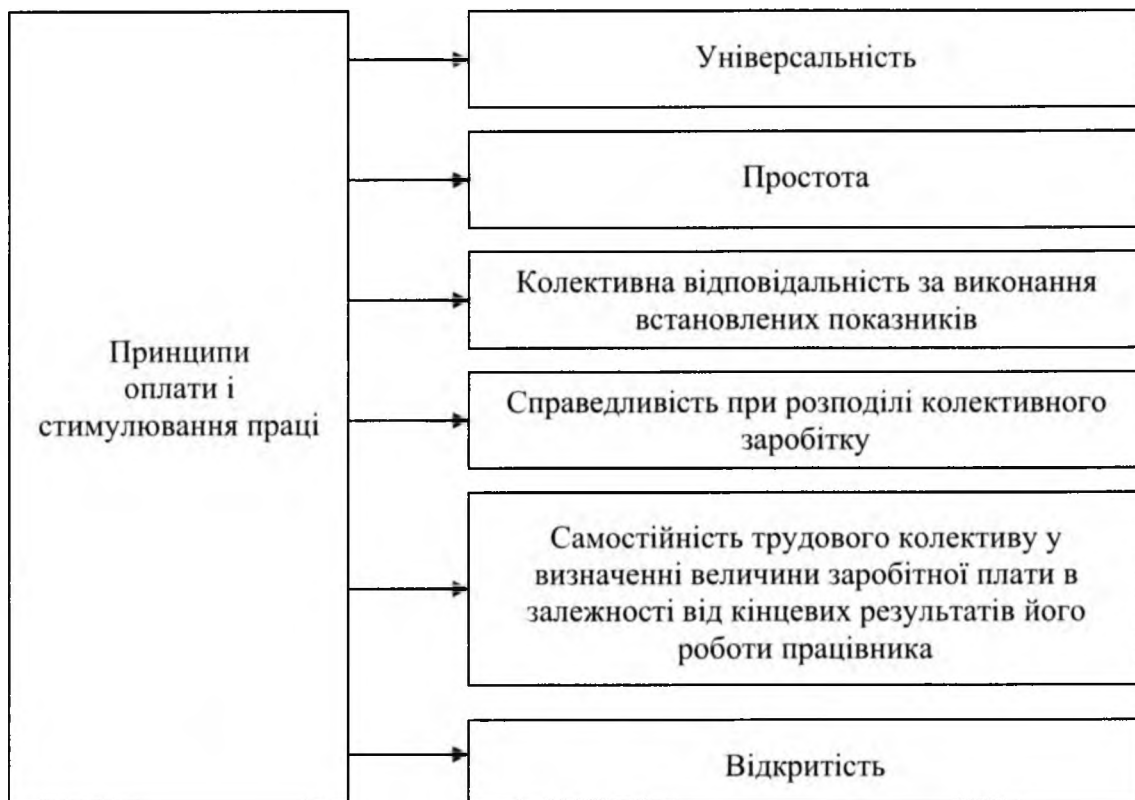 Принципи
оплати і
стимулювання праці
Універсальність
Простота
Колективна відповідальність за виконання
встановлених показників
Справедливість при розподілі колективного
заробітку
Самостійність трудового колективу у
визначенні величини заробітної плати в
залежності від кінцевих результатів його
роботи працівника
Відкритість